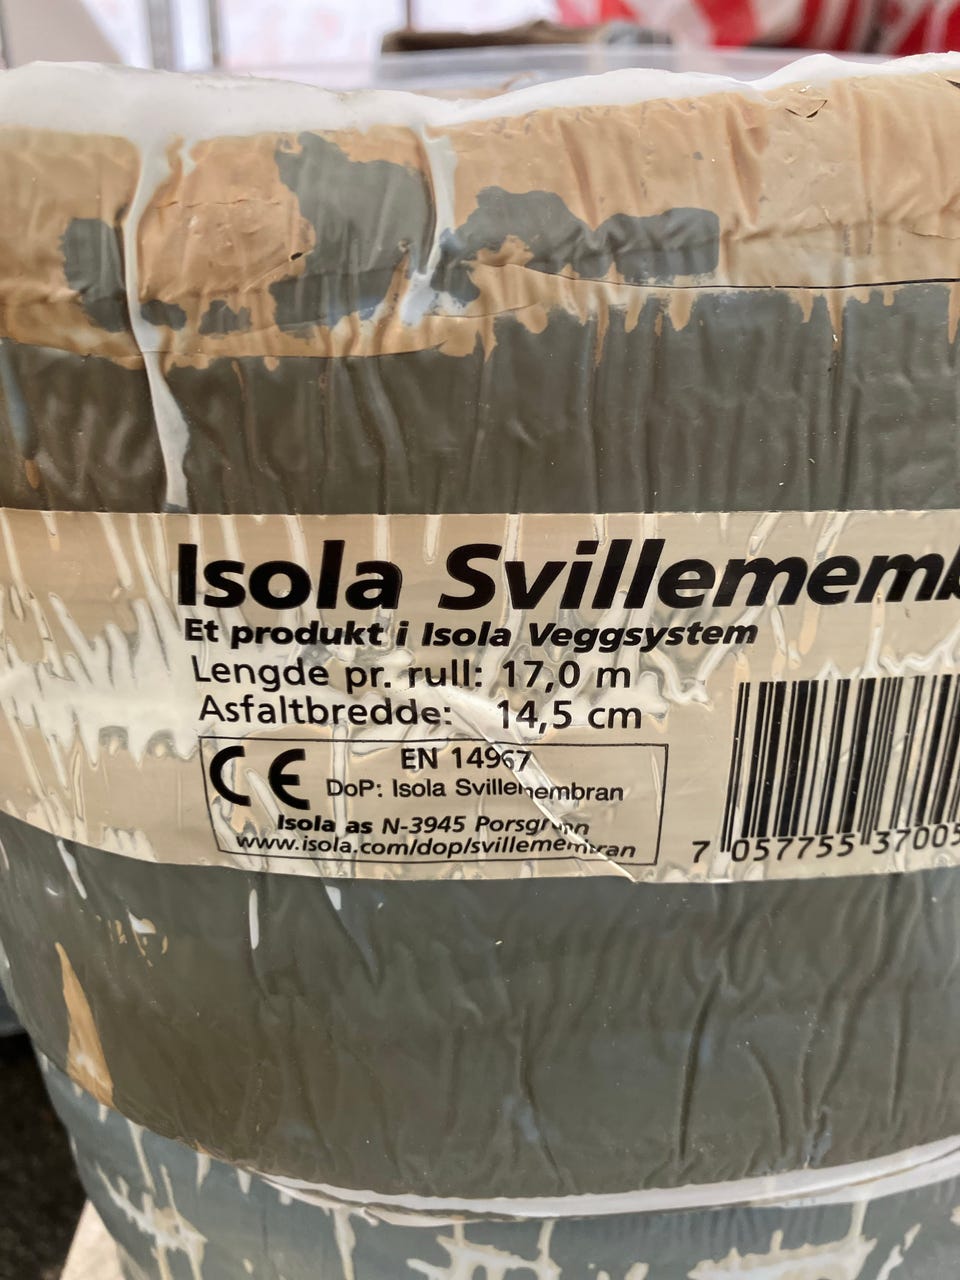 Isola Svillememb
Et produkt i Isola Veggsystem
Lengde pr. rull: 17,0 m
Asfaltbredde: 14,5 cm
CE
EN 14967
DoP: Isola Svillemembran
Isola as N-3945 Porsgrunn
www.isola.com/dop/svillemembran
7 057755 37005